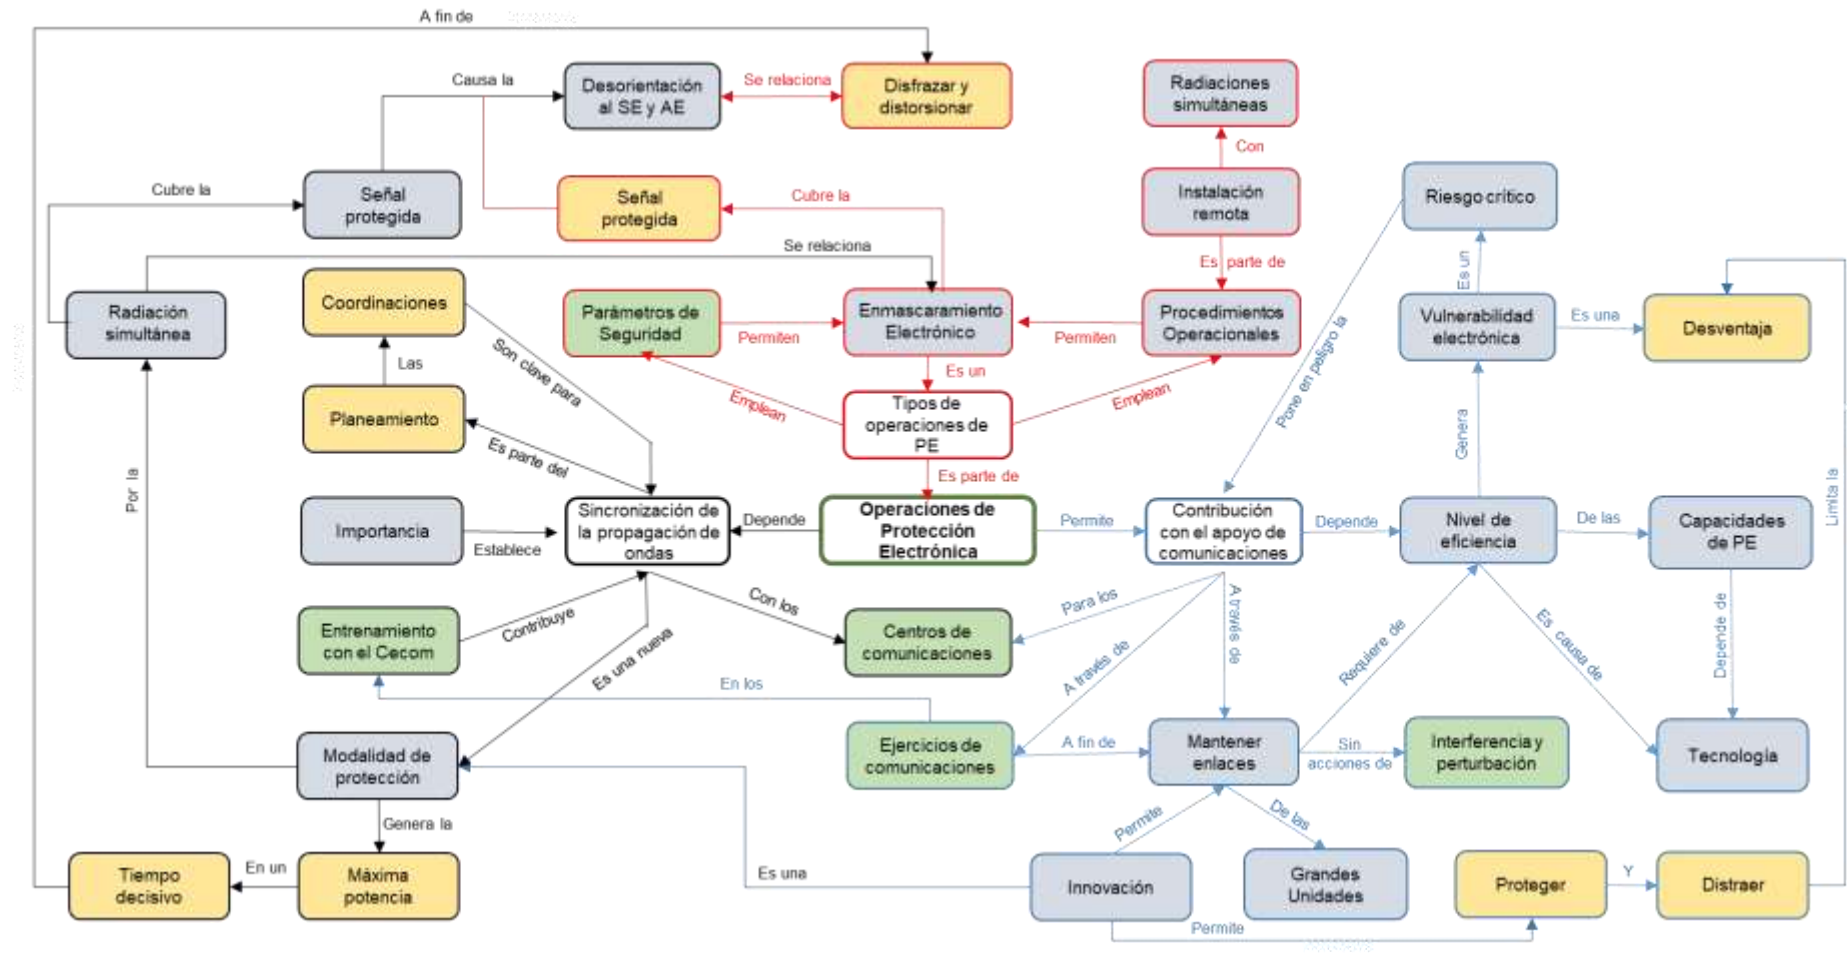 A fin de
Causa la
Desorientación
al SE y AE
Se relaciona
Disfrazar y
distorsionar
Radiaciones
simultáneas
Con
Cubre la
Señal
protegida
Señal
protegida
Cubre la
Instalación
remota
Riesgo crítico
Se relaciona
Es parte de
Es un
Coordinaciones
Radiación
simultánea
Parámetros de
Seguridad
Permiten
Enmascaramiento
Electrónico
Permiten
Procedimientos
Operacionales
Vulnerabilidad
electrónica
Es una
Desventaja
Las
Son clave para
Es un
Pone en peligro la
Planeamiento
Emplean
Tipos de
operaciones de
PE
Emplean
Genera
Es parte del
Es parte de
Por la
Limita la
Importancia
Establece
Sincronización de
la propagación de
ondas
Depende
Operaciones de
Protección
Electrónica
Permite
Contribución
con el apoyo de
comunicaciones
Depende
Nivel de
eficiencia
De las
Capacidades
de PE
Entrenamiento
con el Cecom
Contribuye
Con los
Centros de
comunicaciones
Para los
A través de
A través de
Requiere de
Es causa de
Depende de
Es una nueva
En los
Modalidad de
protección
Ejercicios de
comunicaciones
A fin de
Mantener
enlaces
Sin
acciones de
Interferencia y
perturbación
Tecnología
Genera la
Permite
De las
Tiempo
decisivo
En un
Máxima
potencia
Es una
Innovación
Grandes
Unidades
Proteger
Y
Distraer
Permite